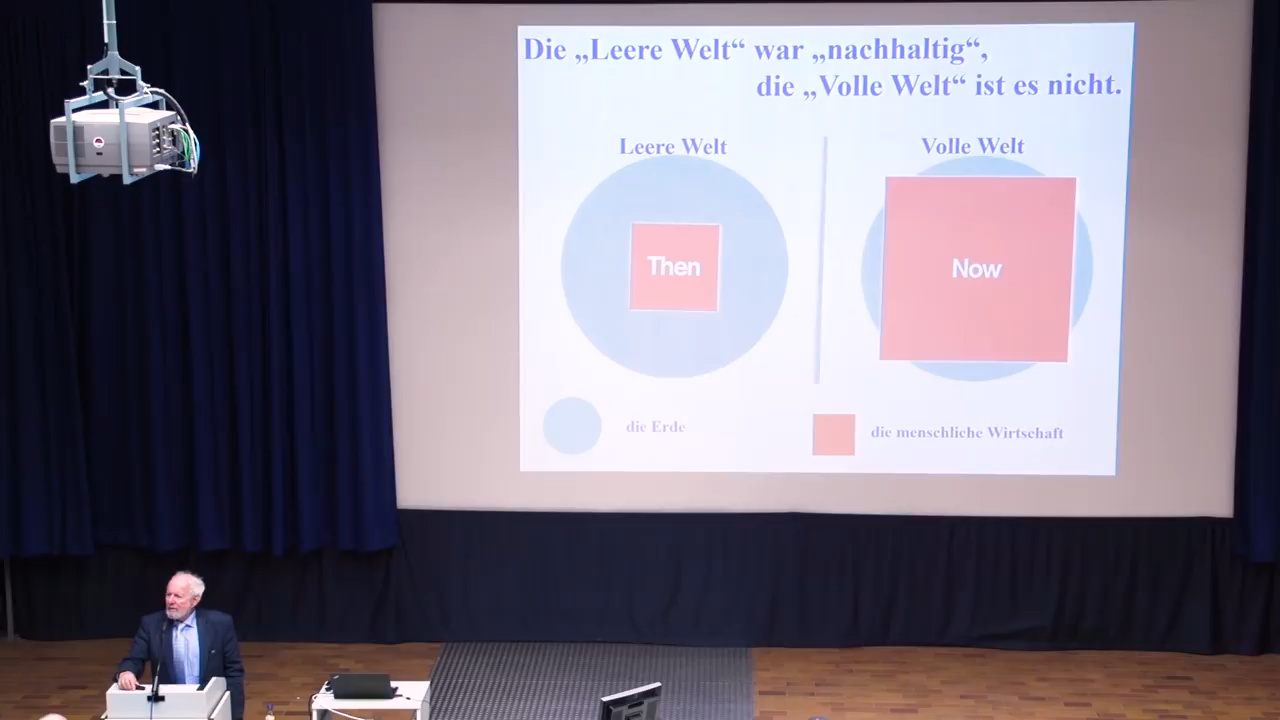 Die „Leere Welt“ war „nachhaltig“,
die „Volle Welt“ ist es nicht.
Leere Welt
Volle Welt
Then
Now
die Erde
die menschliche Wirtschaft